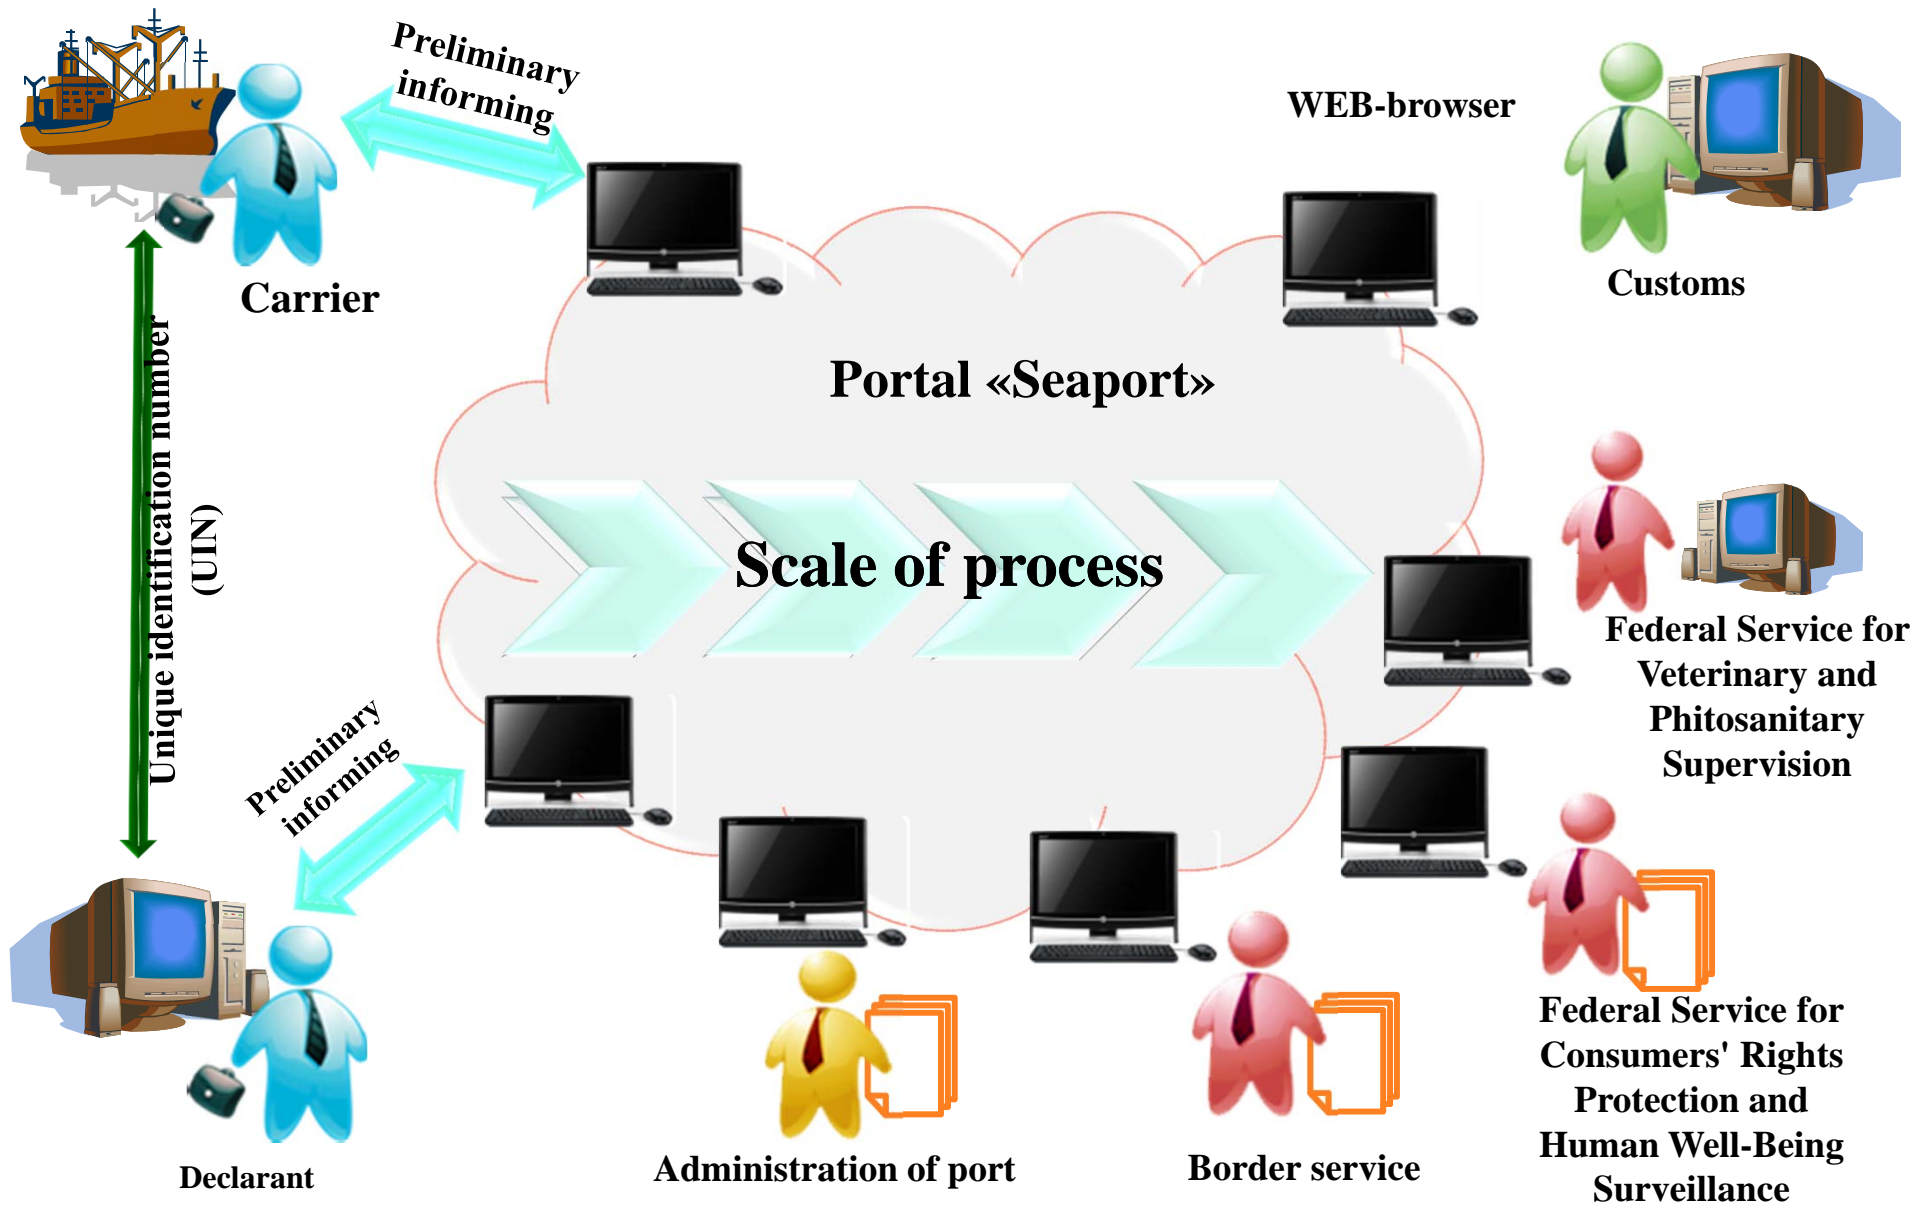 Preliminary
informing
WEB-browser
Customs
Carrier
Unique identification number
(UIN)
Portal «Seaport»
Scale of process
Federal Service for
Veterinary and
Phitosanitary
Supervision
Preliminary
informing
Declarant
Administration of port
Border service
Federal Service for
Consumers' Rights
Protection and
Human Well-Being
Surveillance